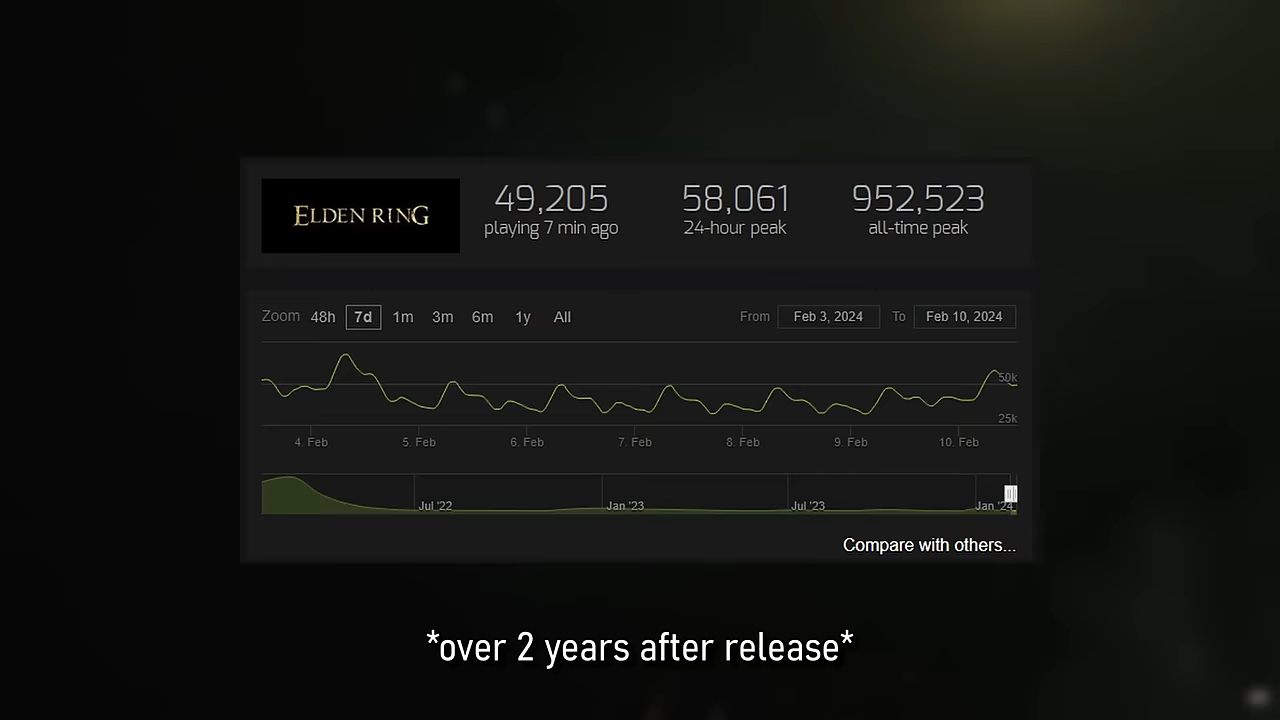 ELDEN RING
49,205 58,061 952,523
playing 7 min ago 24-hour peak all-time peak
Zoom 48h 7d 1m 3m 6m 1y All From Feb 3, 2024 To Feb 10, 2024
50k
25k
4. Feb 5. Feb 6. Feb 7. Feb 8. Feb 9. Feb 10. Feb
Jul '22 Jan '23 Jul '23 Jan '24
Compare with others...
*over 2 years after release*